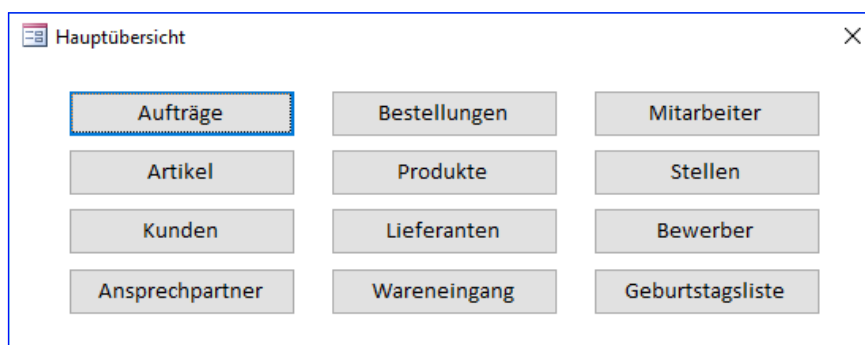 Hauptübersicht
Aufträge Bestellungen Mitarbeiter
Artikel Produkte Stellen
Kunden Lieferanten Bewerber
Ansprechpartner Wareneingang Geburtstagsliste